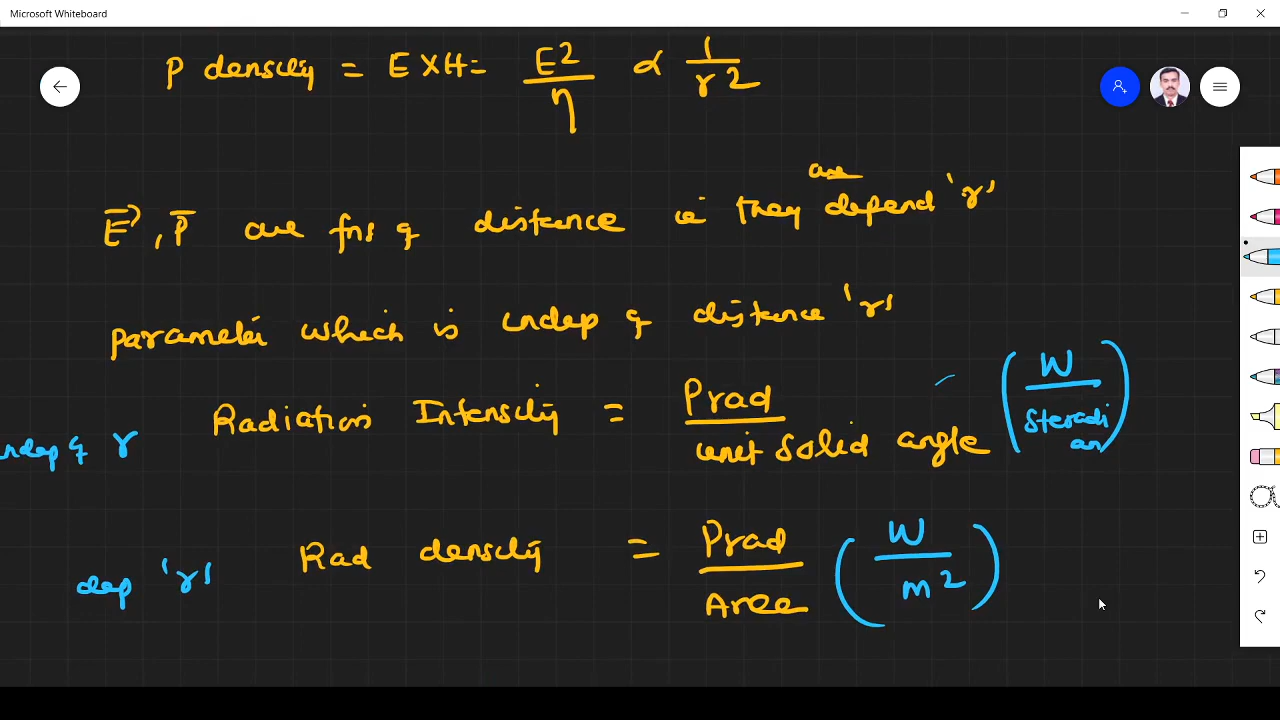 Microsoft Whiteboard
P density = E X H = E² / η ∝ 1 / r²
are
E⃗, P̅ are fns of distance ie they depend 'r'
parameter which is indep of distance 'r'
Radiation Intensity = Prad / unit solid angle (W / Steradian)
indep of r
Rad density = Prad / Area (W / m²)
dep 'r'